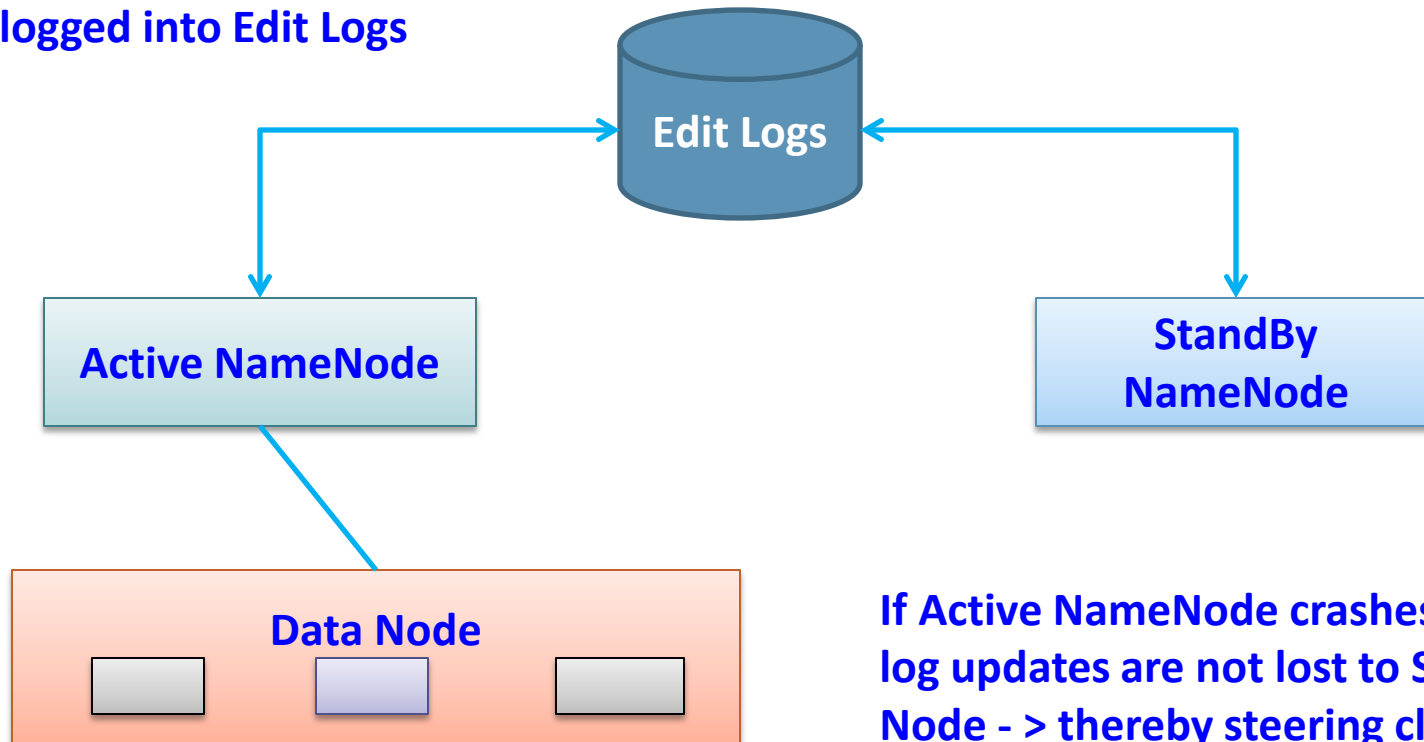 logged into Edit Logs
Edit Logs
Active NameNode
StandBy
NameNode
Data Node
If Active NameNode crashes
log updates are not lost to
Node - > thereby steering